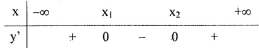 x −∞ x₁ x₂ +∞
y' + 0 − 0 +